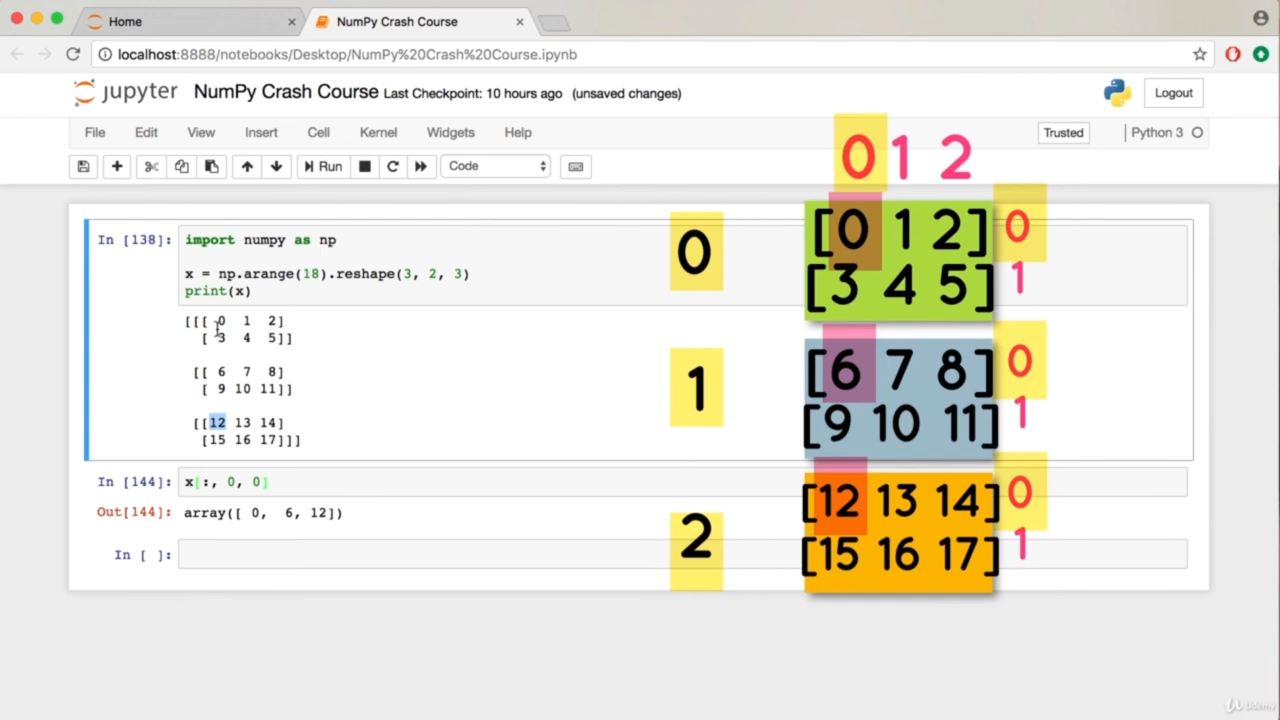 Home
NumPy Crash Course
localhost:8888/notebooks/Desktop/NumPy%20Crash%20Course.ipynb
jupyter NumPy Crash Course Last Checkpoint: 10 hours ago (unsaved changes)
Logout
File Edit View Insert Cell Kernel Widgets Help
Trusted
Python 3
Run
Code
In [138]: import numpy as np
x = np.arange(18).reshape(3, 2, 3)
print(x)
[[[ 0 1 2]
[ 3 4 5]]
[[ 6 7 8]
[ 9 10 11]]
[[12 13 14]
[15 16 17]]]
In [144]: x[:, 0, 0]
Out[144]: array([ 0, 6, 12])
In [ ]:
0 1 2
0 [0 1 2] 0
[3 4 5] 1
1 [6 7 8] 0
[9 10 11] 1
2 [12 13 14] 0
[15 16 17] 1
Udemy